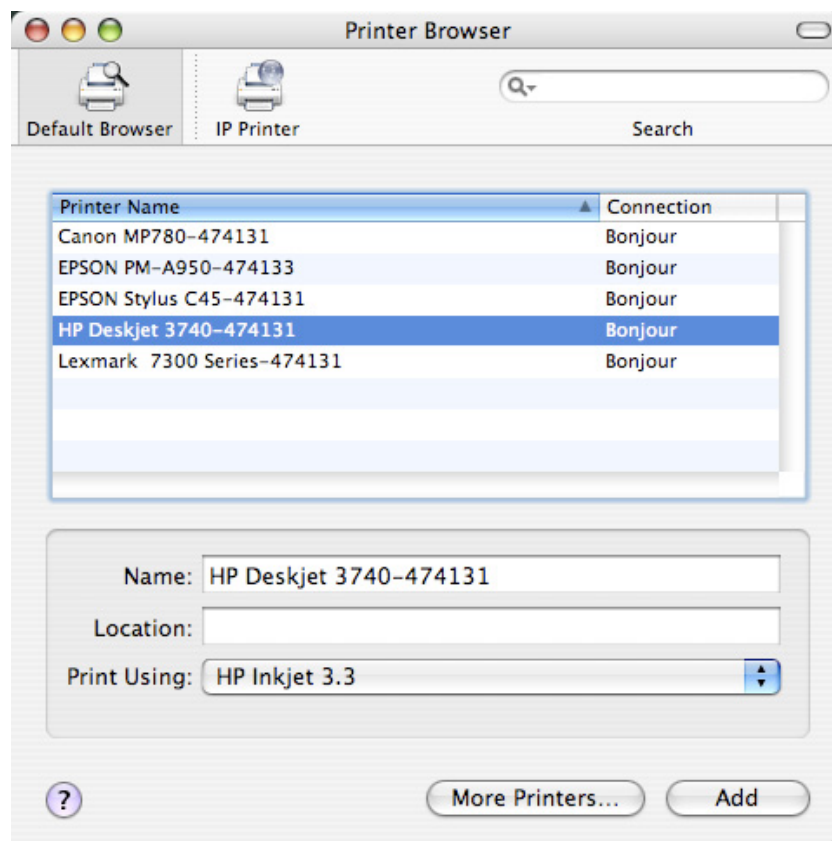 Printer Browser
Default Browser IP Printer Search
Printer Name Connection
Canon MP780-474131 Bonjour
EPSON PM-A950-474133 Bonjour
EPSON Stylus C45-474131 Bonjour
HP Deskjet 3740-474131 Bonjour
Lexmark  7300 Series-474131 Bonjour
Name: HP Deskjet 3740-474131
Location:
Print Using: HP Inkjet 3.3
? More Printers... Add